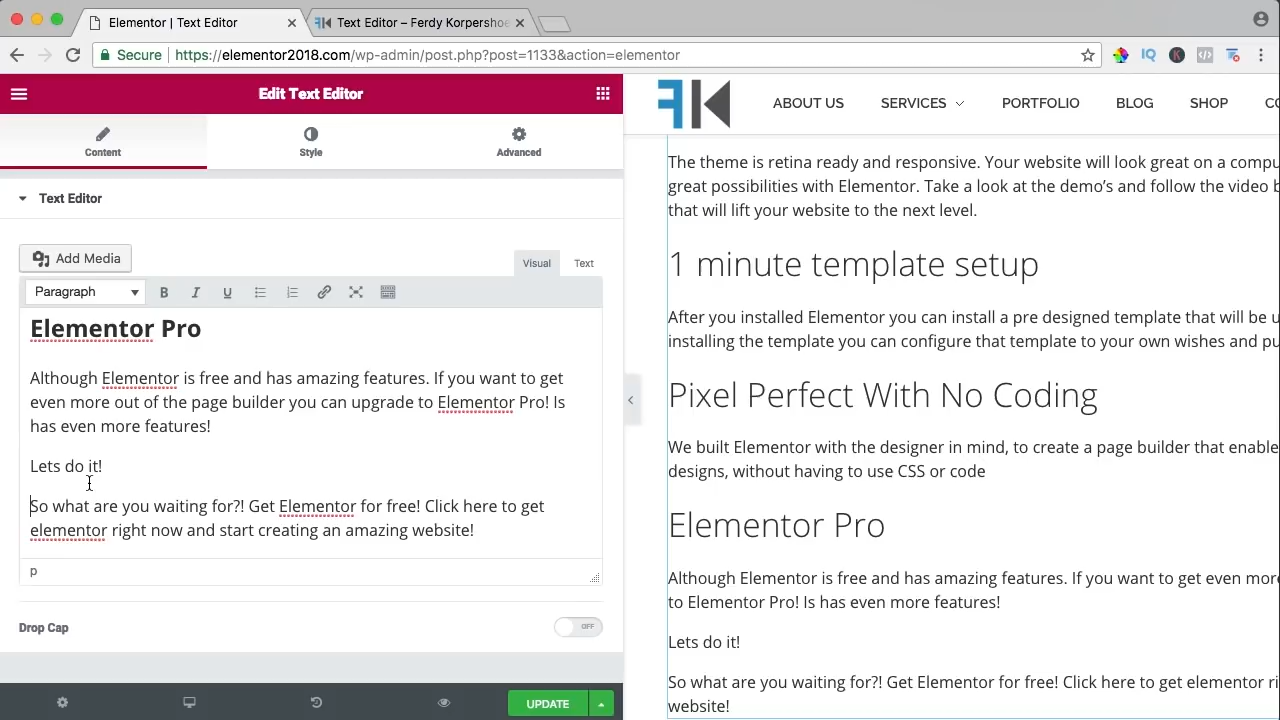 Elementor | Text Editor
Text Editor – Ferdy Korpershoe
Secure
https://elementor2018.com/wp-admin/post.php?post=1133&action=elementor
Edit Text Editor
Content
Style
Advanced
Text Editor
Add Media
Visual
Text
Paragraph
B
I
U
Elementor Pro
Although Elementor is free and has amazing features. If you want to get
even more out of the page builder you can upgrade to Elementor Pro! Is
has even more features!
Lets do it!
So what are you waiting for?! Get Elementor for free! Click here to get
elementor right now and start creating an amazing website!
p
Drop Cap
OFF
UPDATE
FK
ABOUT US
SERVICES
PORTFOLIO
BLOG
SHOP
CO
The theme is retina ready and responsive. Your website will look great on a compu
great possibilities with Elementor. Take a look at the demo's and follow the video b
that will lift your website to the next level.
1 minute template setup
After you installed Elementor you can install a pre designed template that will be u
installing the template you can configure that template to your own wishes and pu
Pixel Perfect With No Coding
We built Elementor with the designer in mind, to create a page builder that enable
designs, without having to use CSS or code
Elementor Pro
Although Elementor is free and has amazing features. If you want to get even more
to Elementor Pro! Is has even more features!
Lets do it!
So what are you waiting for?! Get Elementor for free! Click here to get elementor ri
website!